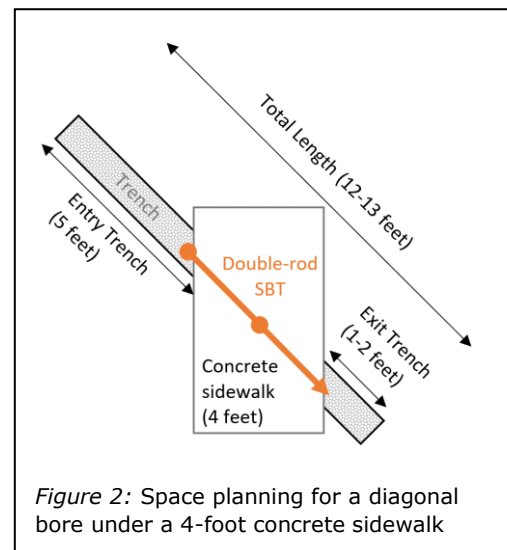 Total Length (12-13 feet)
Trench
Entry Trench
(5 feet)
Double-rod
SBT
Exit Trench
(1-2 feet)
Concrete
sidewalk
(4 feet)
Figure 2: Space planning for a diagonal
bore under a 4-foot concrete sidewalk